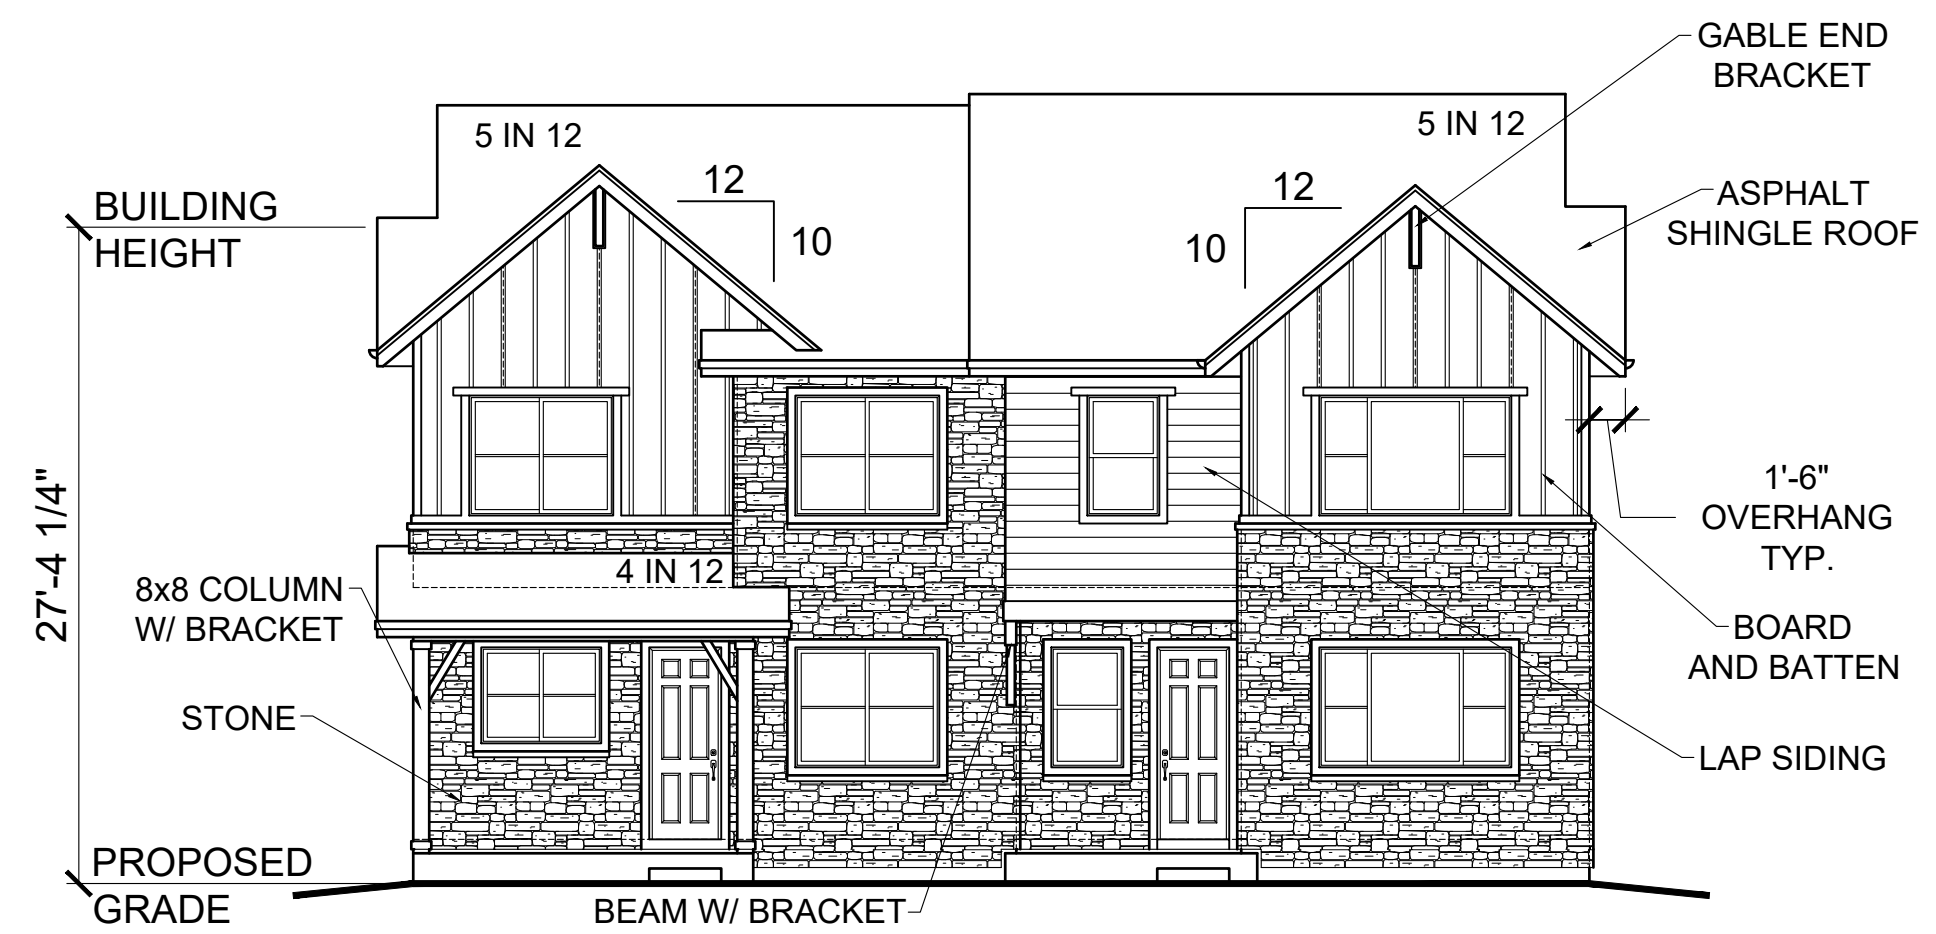 GABLE END
BRACKET
5 IN 12
5 IN 12
12
10
12
10
BUILDING
HEIGHT
ASPHALT
SHINGLE ROOF
27'-4 1/4"
1'-6"
OVERHANG
TYP.
4 IN 12
8x8 COLUMN
W/ BRACKET
BOARD
AND BATTEN
STONE
LAP SIDING
PROPOSED
GRADE
BEAM W/ BRACKET